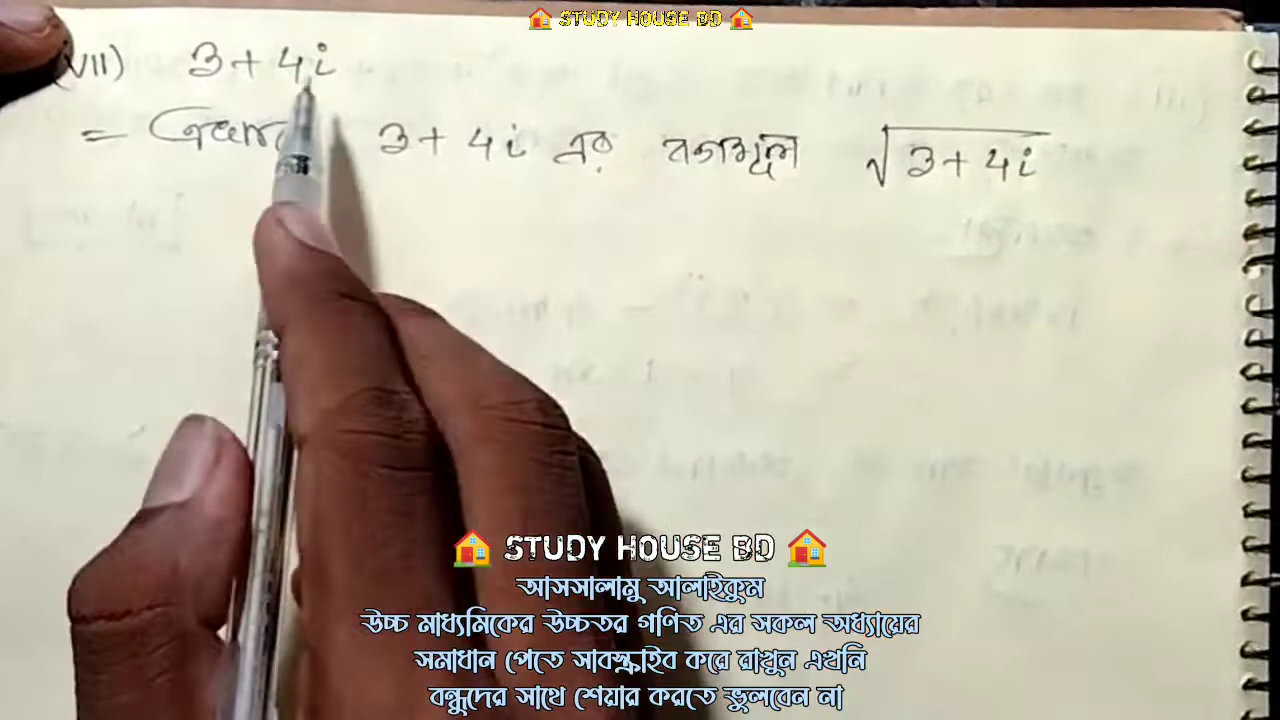 🏠 STUDY HOUSE BD 🏠
(VII) 3 + 4i
= 3 + 4i এর বর্গমূল √3 + 4i
🏠 STUDY HOUSE BD 🏠
আসসালামু আলাইকুম
উচ্চ মাধ্যমিকের উচ্চতর গণিত এর সকল অধ্যায়ের
সমাধান পেতে সাবস্ক্রাইব করে রাখুন এখনি
বন্ধুদের সাথে শেয়ার করতে ভুলবেন না